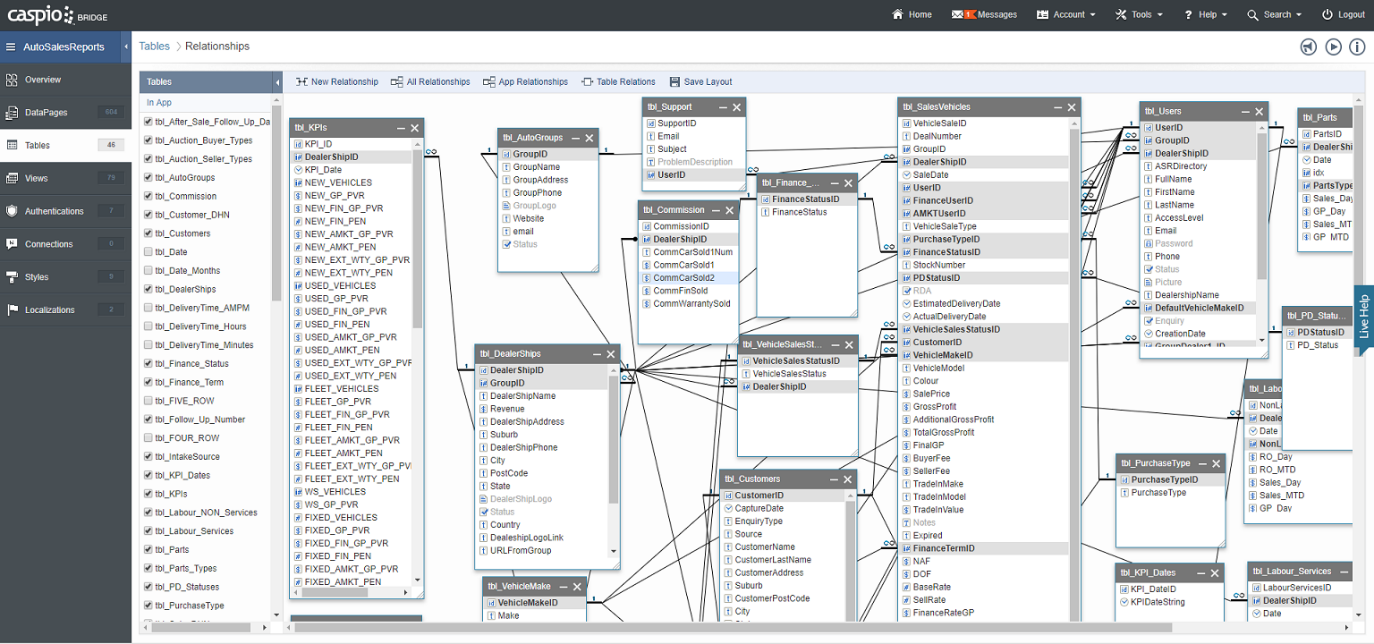 caspio BRIDGE
Home
1 Messages
Account
Tools
? Help
Search
Logout
AutoSalesReports
Tables > Relationships
Overview
DataPages 604
Tables 46
Views 79
Authentications 7
Connections 0
Styles 9
Localizations 2
Tables
In App
tbl_After_Sale_Follow_Up_Da
tbl_Auction_Buyer_Types
tbl_Auction_Seller_Types
tbl_AutoGroups
tbl_Commission
tbl_Customer_DHN
tbl_Customers
tbl_Date
tbl_Date_Months
tbl_DealerShips
tbl_DeliveryTime_AMPM
tbl_DeliveryTime_Hours
tbl_DeliveryTime_Minutes
tbl_Finance_Status
tbl_Finance_Term
tbl_FIVE_ROW
tbl_Follow_Up_Number
tbl_FOUR_ROW
tbl_IntakeSource
tbl_KPI_Dates
tbl_KPIs
tbl_Labour_NON_Services
tbl_Labour_Services
tbl_Parts
tbl_Parts_Types
tbl_PD_Statuses
tbl_PurchaseType
New Relationship
All Relationships
App Relationships
Table Relations
Save Layout
tbl_KPIs
KPI_ID
DealerShipID
KPI_Date
NEW_VEHICLES
NEW_GP_PVR
NEW_FIN_GP_PVR
NEW_FIN_PEN
NEW_AMKT_GP_PVR
NEW_AMKT_PEN
NEW_EXT_WTY_GP_PVR
NEW_EXT_WTY_PEN
USED_VEHICLES
USED_GP_PVR
USED_FIN_GP_PVR
USED_FIN_PEN
USED_AMKT_GP_PVR
USED_AMKT_PEN
USED_EXT_WTY_GP_PVI
USED_EXT_WTY_PEN
FLEET_VEHICLES
FLEET_GP_PVR
FLEET_FIN_GP_PVR
FLEET_FIN_PEN
FLEET_AMKT_GP_PVR
FLEET_AMKT_PEN
FLEET_EXT_WTY_GP_PVI
FLEET_EXT_WTY_PEN
WS_VEHICLES
WS_GP_PVR
FIXED_VEHICLES
FIXED_GP_PVR
FIXED_FIN_GP_PVR
FIXED_FIN_PEN
FIXED_AMKT_GP_PVR
FIXED_AMKT_PEN
tbl_AutoGroups
GroupID
GroupName
GroupAddress
GroupPhone
GroupLogo
Website
email
Status
tbl_DealerShips
DealerShipID
GroupID
DealerShipName
Revenue
DealerShipAddress
Suburb
DealerShipPhone
City
PostCode
State
DealerShipLogo
Status
Country
DealeshipLogoLink
URLFromGroup
tbl_VehicleMake
VehicleMakeID
Make
tbl_Support
SupportID
Email
Subject
ProblemDescription
UserID
tbl_Commission
CommissionID
DealerShipID
CommCarSold1Num
CommCarSold1
CommCarSold2
CommFinSold
CommWarrantySold
tbl_Finance_...
FinanceStatusID
FinanceStatus
tbl_VehicleSalesSt...
VehicleSalesStatusID
VehicleSalesStatus
DealerShipID
tbl_Customers
CustomerID
CaptureDate
EnquiryType
Source
CustomerName
CustomerLastName
CustomerAddress
Suburb
CustomerPostCode
City
tbl_SalesVehicles
VehicleSaleID
DealNumber
GroupID
DealerShipID
SaleDate
UserID
FinanceUserID
AMKTUserID
VehicleSaleType
PurchaseTypeID
FinanceStatusID
StockNumber
PDStatusID
RDA
EstimatedDeliveryDate
ActualDeliveryDate
VehicleSalesStatusID
CustomerID
VehicleMakeID
VehicleModel
Colour
SalePrice
GrossProfit
AdditionalGrossProfit
TotalGrossProfit
FinalGP
BuyerFee
SellerFee
TradeInMake
TradeInModel
TradeInValue
Notes
Expired
FinanceTermID
NAF
DOF
BaseRate
SellRate
FinanceRateGP
tbl_Users
UserID
GroupID
DealerShipID
ASRDirectory
FullName
FirstName
LastName
AccessLevel
Email
Password
Phone
Status
Picture
DealershipName
DefaultVehicleMakeID
Enquiry
CreationDate
GroupDealer1_ID
tbl_PurchaseType
PurchaseTypeID
PurchaseType
tbl_KPI_Dates
KPI_DateID
KPIDateString
tbl_Parts
PartsID
DealerShi
Date
idx
PartsType
Sales_Day
GP_Day
Sales_MT
GP_MTD
tbl_PD_Statu...
PDStatusID
PD_Status
tbl_Labo
NonLa
Deale
Date
NonL
RO_Day
RO_MTD
Sales_Day
Sales_MTD
GP_Day
tbl_Labour_Services
LabourServicesID
DealerShipID
Date
Live Help